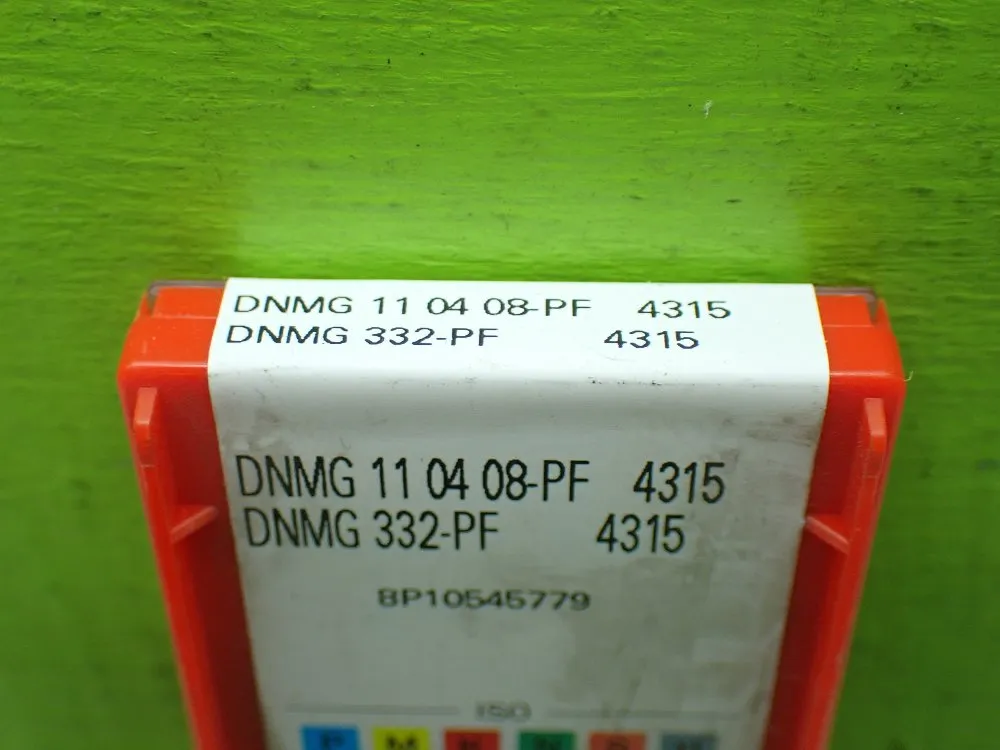 DNMG 11 04 08-PF 4315
DNMG 332-PF 4315
DNMG 11 04 08-PF 4315
DNMG 332-PF 4315
BP10545779
ISO
P M K N S H